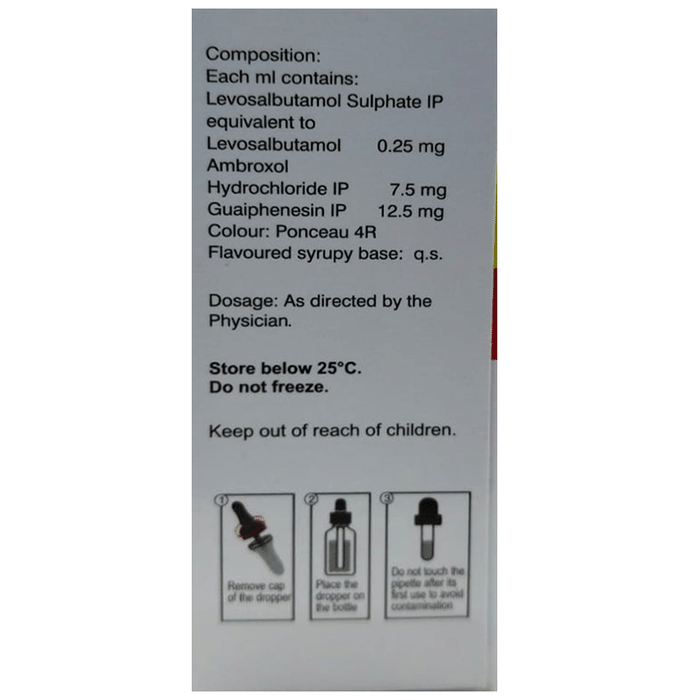 Composition:
Each ml contains:
Levosalbutamol Sulphate IP
equivalent to
Levosalbutamol 0.25 mg
Ambroxol
Hydrochloride IP 7.5 mg
Guaiphenesin IP 12.5 mg
Colour: Ponceau 4R
Flavoured syrupy base: q.s.
Dosage: As directed by the
Physician.
Store below 25°C.
Do not freeze.
Keep out of reach of children.
1
Remove cap
of the dropper
2
Place the
dropper on
the bottle
3
Do not touch the
pipette after its
first use to avoid
contamination